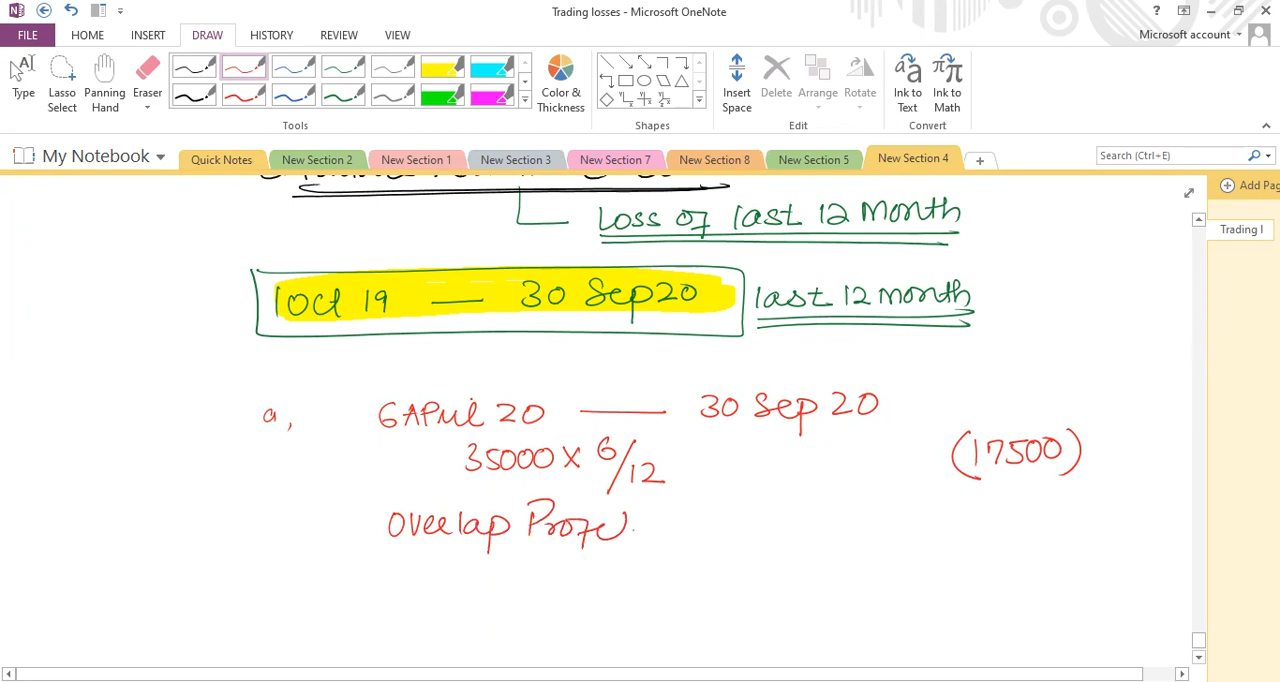 Trading losses - Microsoft OneNote
?
FILE HOME INSERT DRAW HISTORY REVIEW VIEW
Microsoft account
Type
Lasso Select
Panning Hand
Eraser
Color & Thickness
Insert Space
Delete
Arrange
Rotate
Ink to Text
Ink to Math
Tools Shapes Edit Convert
My Notebook
Quick Notes New Section 2 New Section 1 New Section 3 New Section 7 New Section 8 New Section 5 New Section 4
Search (Ctrl+E)
Add Pag
Trading l
Loss of last 12 Month
1 Oct 19 — 30 Sep 20 last 12 month
a, 6 April 20 — 30 Sep 20
35000 x 6/12 (17500)
Overlap